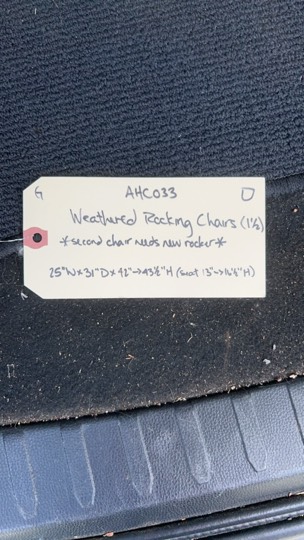 G AHC033 D
Weathered Rocking Chairs (1½)
*second chair needs new rocker*
25"W x 31"D x 42"->43½"H (seat 13"->16½"H)